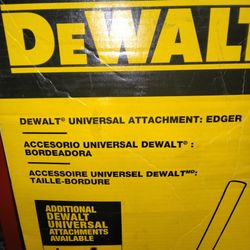 DEWALT
DEWALT® UNIVERSAL ATTACHMENT: EDGER
ACCESORIO UNIVERSAL DEWALT® :
BORDEADORA
ACCESSOIRE UNIVERSEL DEWALTᴹᴰ:
TAILLE-BORDURE
ADDITIONAL
DEWALT
UNIVERSAL
ATTACHMENTS
AVAILABLE